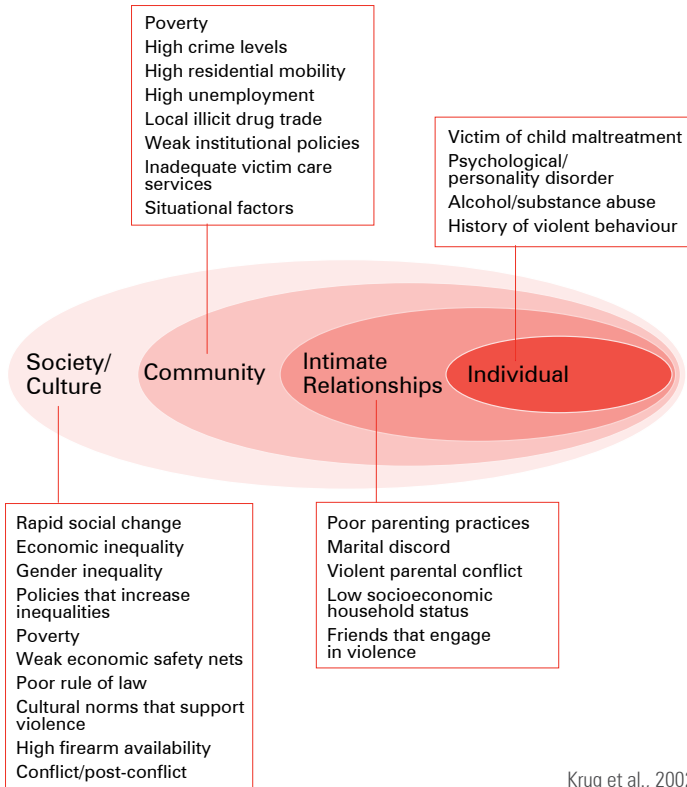 Poverty
High crime levels
High residential mobility
High unemployment
Local illicit drug trade
Weak institutional policies
Inadequate victim care
services
Situational factors
Victim of child maltreatment
Psychological/
personality disorder
Alcohol/substance abuse
History of violent behaviour
Society/
Culture
Community
Intimate
Relationships
Individual
Rapid social change
Economic inequality
Gender inequality
Policies that increase
inequalities
Poverty
Weak economic safety nets
Poor rule of law
Cultural norms that support
violence
High firearm availability
Conflict/post-conflict
Poor parenting practices
Marital discord
Violent parental conflict
Low socioeconomic
household status
Friends that engage
in violence
Krug et al., 2002